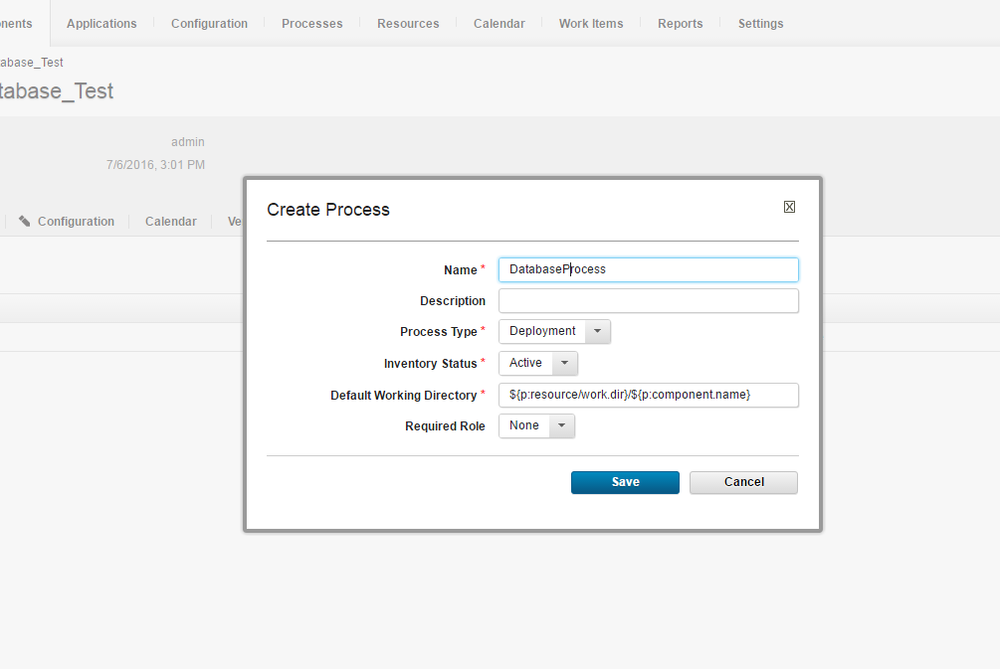 nents Applications Configuration Processes Resources Calendar Work Items Reports Settings
abase_Test
tabase_Test
admin
7/6/2016, 3:01 PM
Configuration Calendar Ve
Create Process
Name * DatabaseProcess
Description
Process Type * Deployment
Inventory Status * Active
Default Working Directory * ${p:resource/work.dir}/${p:component.name}
Required Role None
Save Cancel